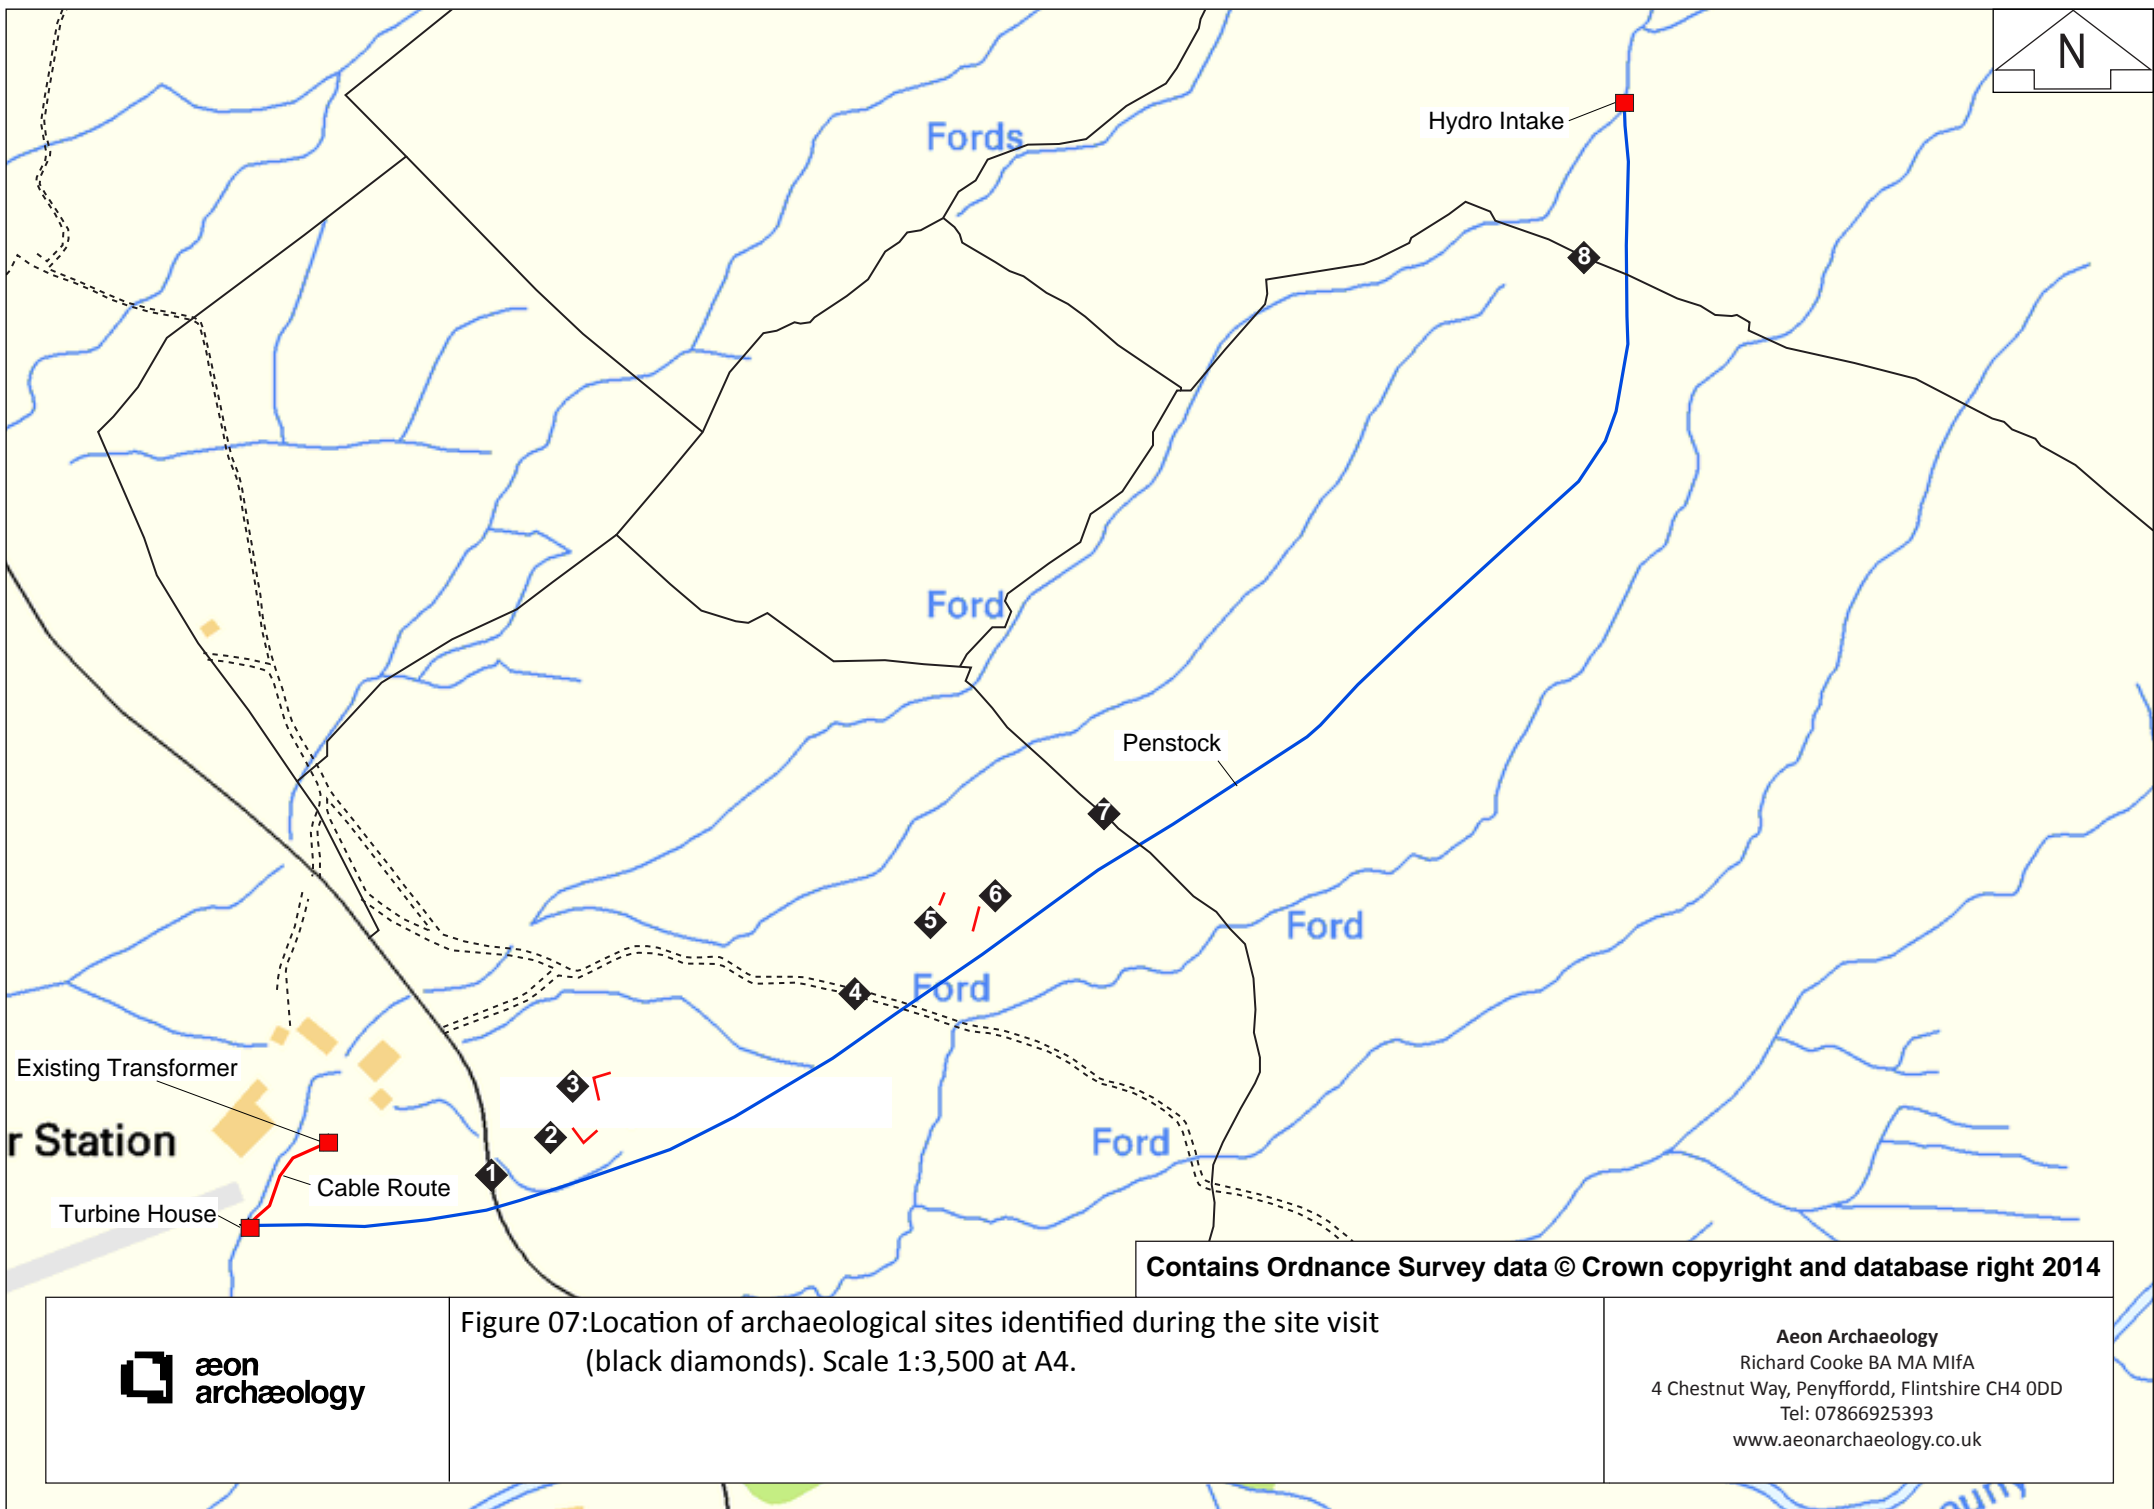 N
Hydro Intake
Fords
8
Ford
Penstock
7
6
5
Ford
4
Ford
Existing Transformer
3
r Station
2
Ford
1
Cable Route
Turbine House
Contains Ordnance Survey data © Crown copyright and database right 2014
æon
archæology
Figure 07:Location of archaeological sites identified during the site visit
(black diamonds). Scale 1:3,500 at A4.
Aeon Archaeology
Richard Cooke BA MA MIfA
4 Chestnut Way, Penyffordd, Flintshire CH4 0DD
Tel: 07866925393
www.aeonarchaeology.co.uk